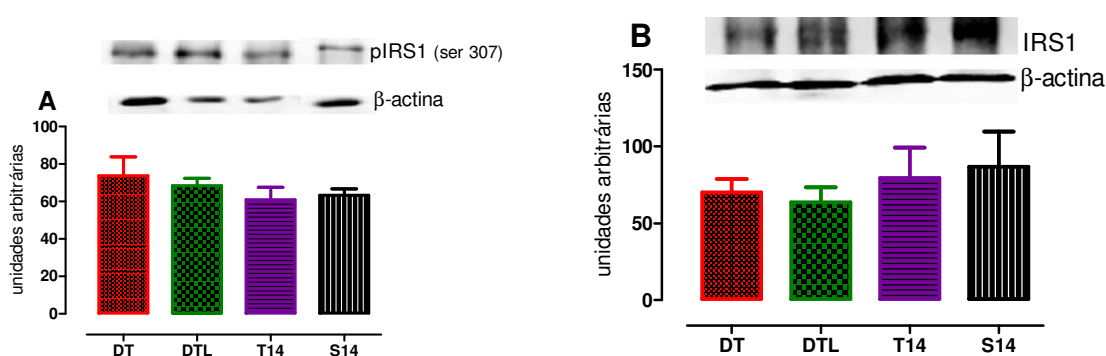 pIRS1 (ser 307)
A
β-actina
unidades arbitrárias
100
80
60
40
20
0
DT DTL T14 S14
B
IRS1
β-actina
unidades arbitrárias
150
100
50
0
DT DTL T14 S14